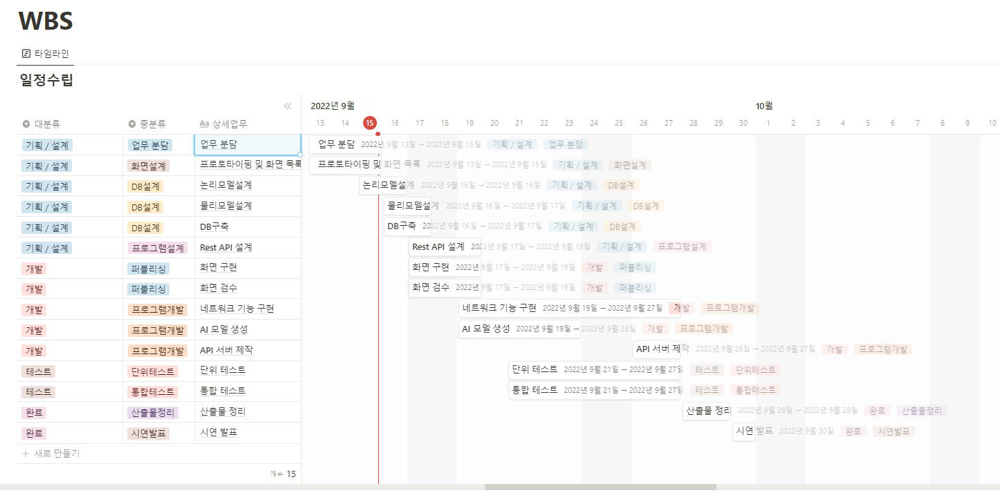 WBS
타임라인
일정수립
2022년 9월 10월
대분류 중분류 Aa 상세업무 13 14 15 16 17 18 19 20 21 22 23 24 25 26 27 28 29 30 1 2 3 4 5 6 7 8 9 10
기획 / 설계 업무 분담 업무 분담 업무 분담 2022년 9월 13일 → 2022년 9월 15일 기획 / 설계 업무 분담
기획 / 설계 화면설계 프로토타이핑 및 화면 목록 프로토타이핑 및 화면 목록 2022년 9월 13일 → 2022년 9월 15일 기획 / 설계 화면설계
기획 / 설계 DB설계 논리모델설계 논리모델설계 2022년 9월 15일 → 2022년 9월 16일 기획 / 설계 DB설계
기획 / 설계 DB설계 물리모델설계 물리모델설계 2022년 9월 16일 → 2022년 9월 17일 기획 / 설계 DB설계
기획 / 설계 DB설계 DB구축 DB구축 2022년 9월 16일 → 2022년 9월 17일 기획 / 설계 DB설계
기획 / 설계 프로그램설계 Rest API 설계 Rest API 설계 2022년 9월 17일 → 2022년 9월 19일 기획 / 설계 프로그램설계
개발 퍼블리싱 화면 구현 화면 구현 2022년 9월 17일 → 2022년 9월 19일 개발 퍼블리싱
개발 퍼블리싱 화면 검수 화면 검수 2022년 9월 17일 → 2022년 9월 19일 개발 퍼블리싱
개발 프로그램개발 네트워크 기능 구현 네트워크 기능 구현 2022년 9월 19일 → 2022년 9월 27일 개발 프로그램개발
개발 프로그램개발 AI 모델 생성 AI 모델 생성 2022년 9월 19일 → 2022년 9월 23일 개발 프로그램개발
개발 프로그램개발 API 서버 제작 API 서버 제작 2022년 9월 26일 → 2022년 9월 27일 개발 프로그램개발
테스트 단위테스트 단위 테스트 단위 테스트 2022년 9월 21일 → 2022년 9월 27일 테스트 단위테스트
테스트 통합테스트 통합 테스트 통합 테스트 2022년 9월 21일 → 2022년 9월 27일 테스트 통합테스트
완료 산출물정리 산출물 정리 산출물 정리 2022년 9월 28일 → 2022년 9월 29일 완료 산출물정리
완료 시연발표 시연 발표 시연 발표 2022년 9월 30일 완료 시연발표
+ 새로 만들기
개수 15